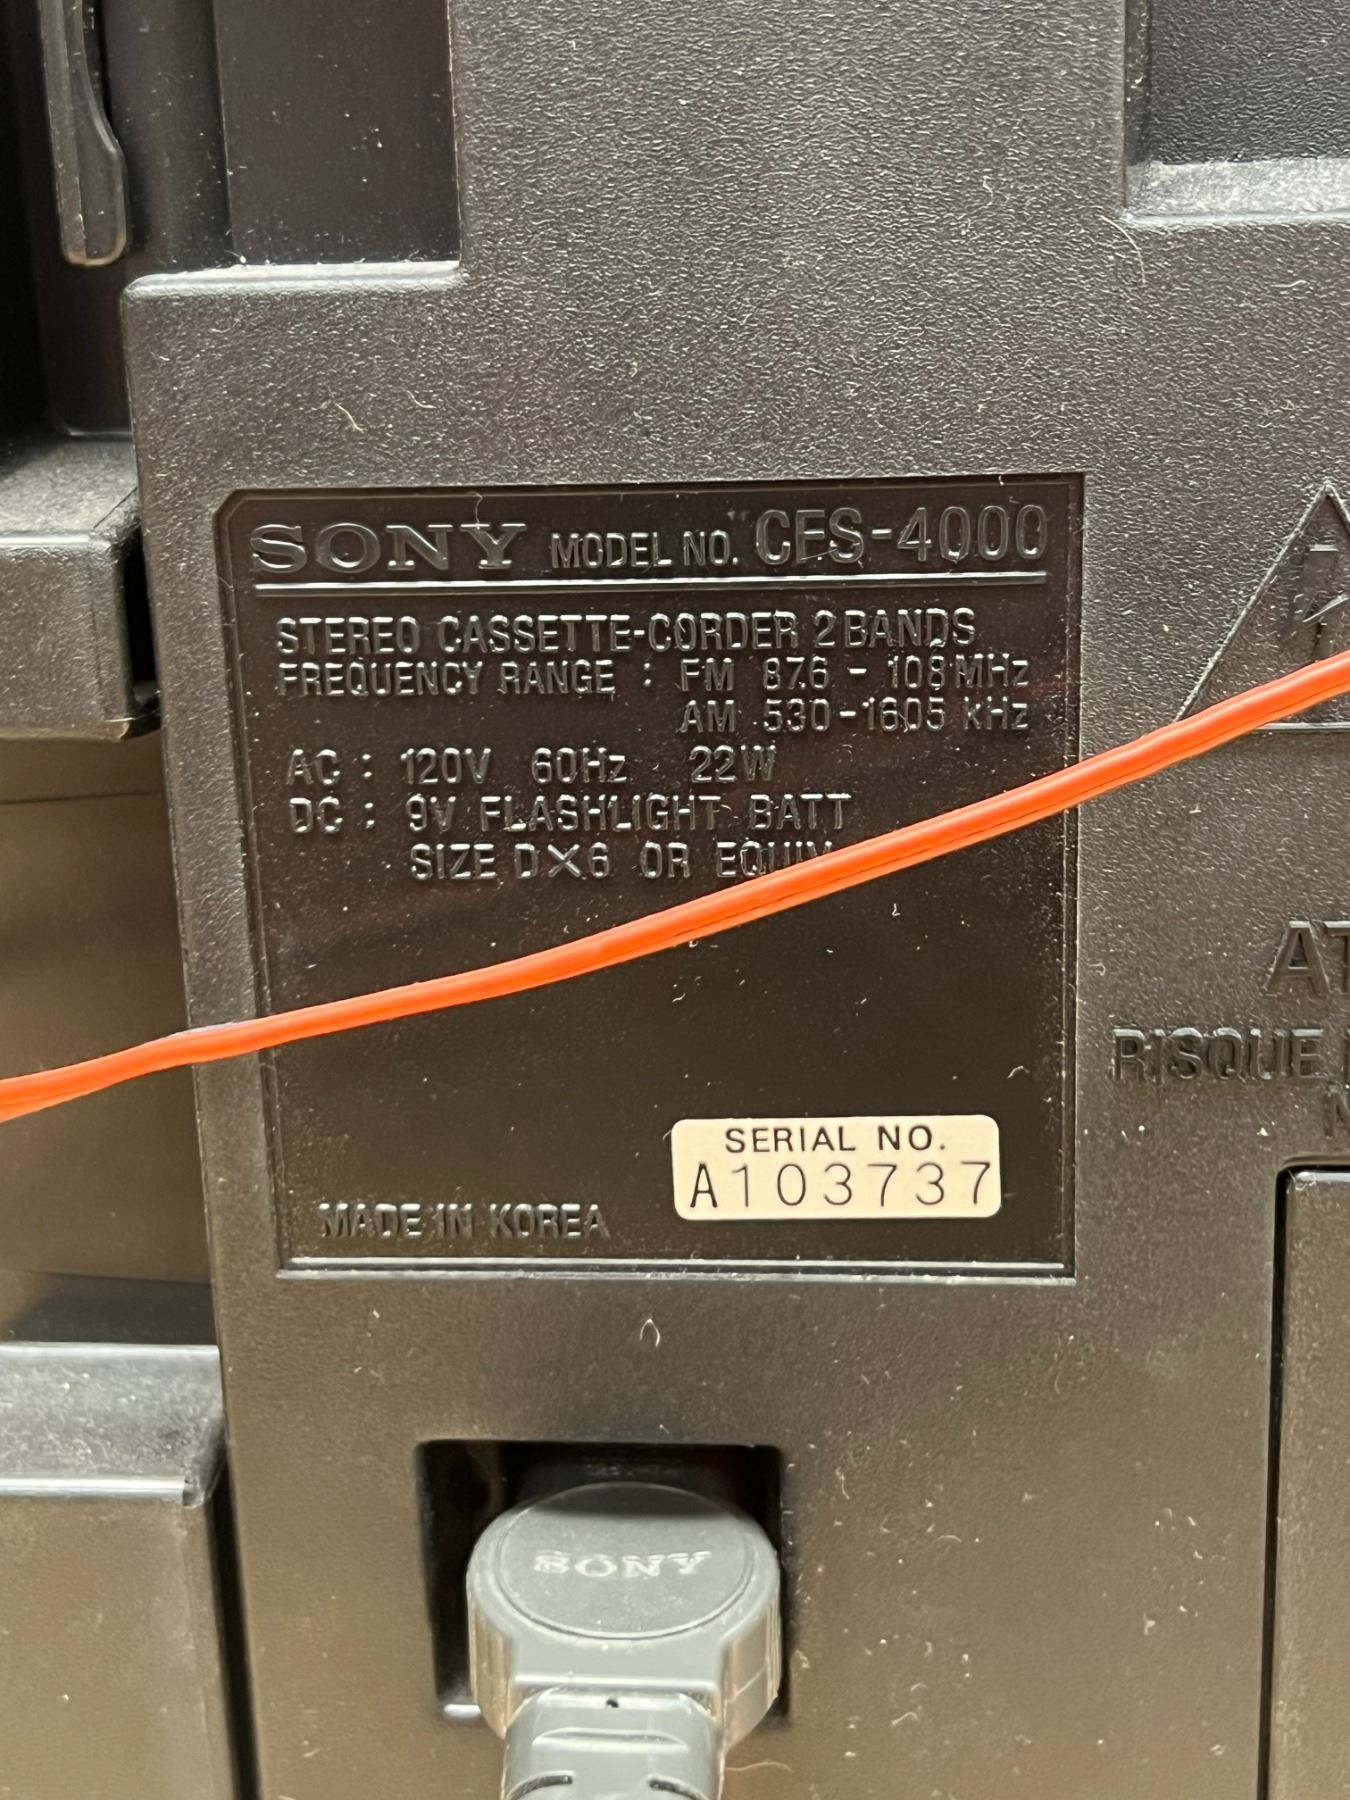 SONY MODEL NO. CFS-4000
STEREO CASSETTE-CORDER 2 BANDS
FREQUENCY RANGE : FM 87.6 - 108 MHz
AM 530-1605 kHz
AC : 120V 60Hz 22W
DC : 9V FLASHLIGHT BATT
SIZE D×6 OR EQUIV
SERIAL NO.
A103737
MADE IN KOREA
RISQUE
SONY